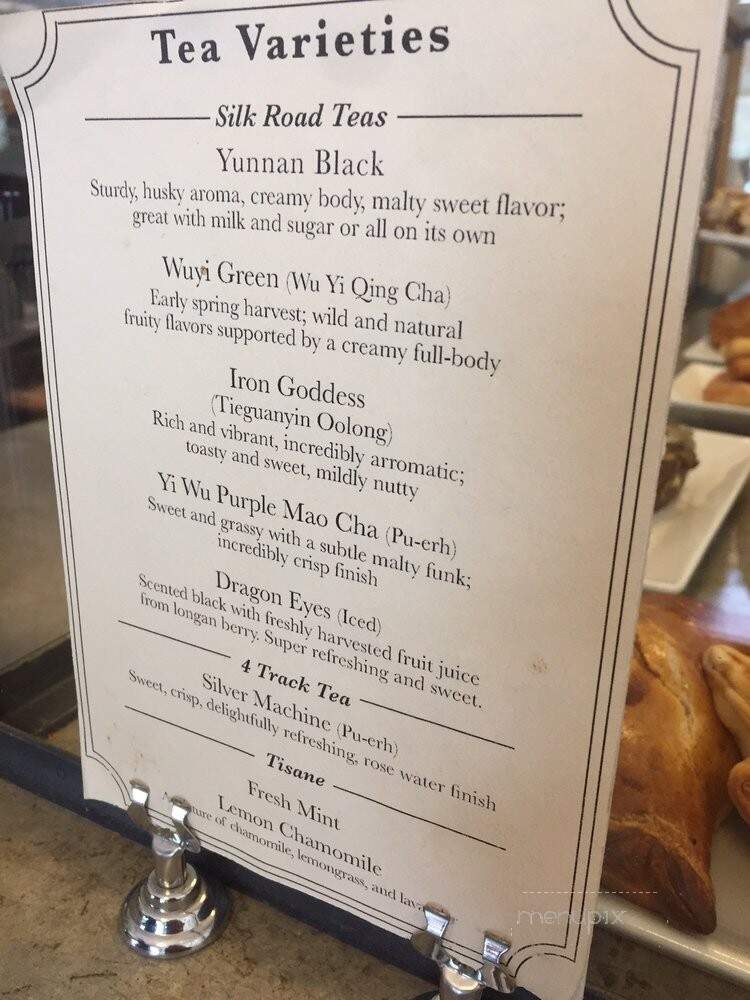 Tea Varieties
Silk Road Teas
Yunnan Black
Sturdy, husky aroma, creamy body, malty sweet flavor;
great with milk and sugar or all on its own
Wuyi Green (Wu Yi Qing Cha)
Early spring harvest; wild and natural
fruity flavors supported by a creamy full-body
Iron Goddess
(Tieguanyin Oolong)
Rich and vibrant, incredibly arromatic;
toasty and sweet, mildly nutty
Yi Wu Purple Mao Cha (Pu-erh)
Sweet and grassy with a subtle malty funk;
incredibly crisp finish
Dragon Eyes (Iced)
Scented black with freshly harvested fruit juice
from longan berry. Super refreshing and sweet.
4 Track Tea
Silver Machine (Pu-erh)
Sweet, crisp, delightfully refreshing, rose water finish
Tisane
Fresh Mint
Lemon Chamomile
of chamomile, lemongrass, and
menupix